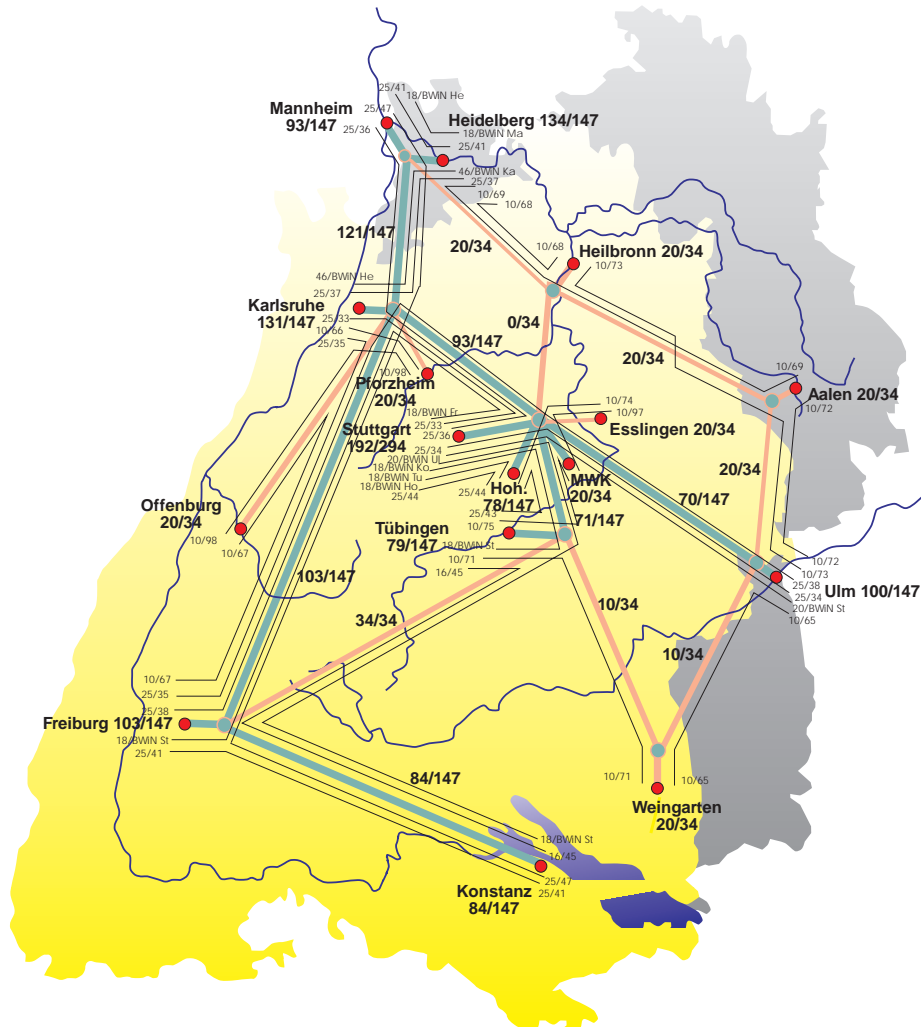 25/41
18/BWiN He
25/47
Mannheim
93/147
25/36
Heidelberg 134/147
18/BWiN Ma
25/41
46/BWiN Ka
25/37
10/69
10/68
121/147
20/34
10/68
Heilbronn 20/34
10/73
46/BWiN He
25/37
Karlsruhe
131/147
25/33
10/66
25/35
0/34
93/147
20/34
10/69
Aalen 20/34
10/72
10/98
Pforzheim
20/34
10/74
10/97
18/BWiN Fr
25/33
Stuttgart
192/294
25/36
Esslingen 20/34
25/34
20/BWiN Ul
18/BWiN Ko
18/BWiN Tu
18/BWiN Ho
25/44
25/44
Hoh.
78/147
MWK
20/34
20/34
70/147
25/43
10/75
71/147
Offenburg
20/34
10/98
10/67
Tübingen
79/147
18/BWiN St
10/71
16/45
103/147
10/72
10/73
25/38
25/34
20/BWiN St
10/65
Ulm 100/147
34/34
10/34
10/34
10/67
25/35
25/38
Freiburg 103/147
18/BWiN St
25/41
84/147
10/71
10/65
Weingarten
20/34
18/BWiN St
16/45
25/47
25/41
Konstanz
84/147